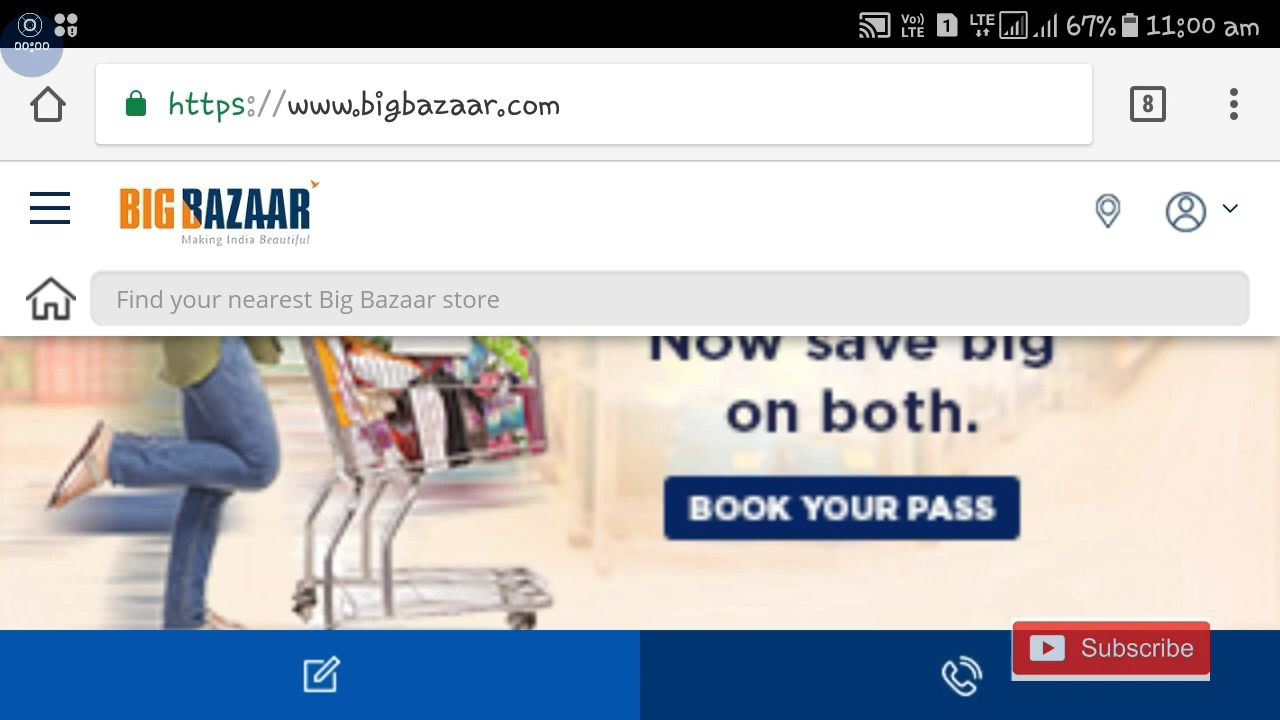 00:00
Vo)) LTE 1 LTE 67% 11:00 am
https://www.bigbazaar.com
8
BIG BAZAAR
Making India Beautiful
Find your nearest Big Bazaar store
Now save big
on both.
BOOK YOUR PASS
Subscribe